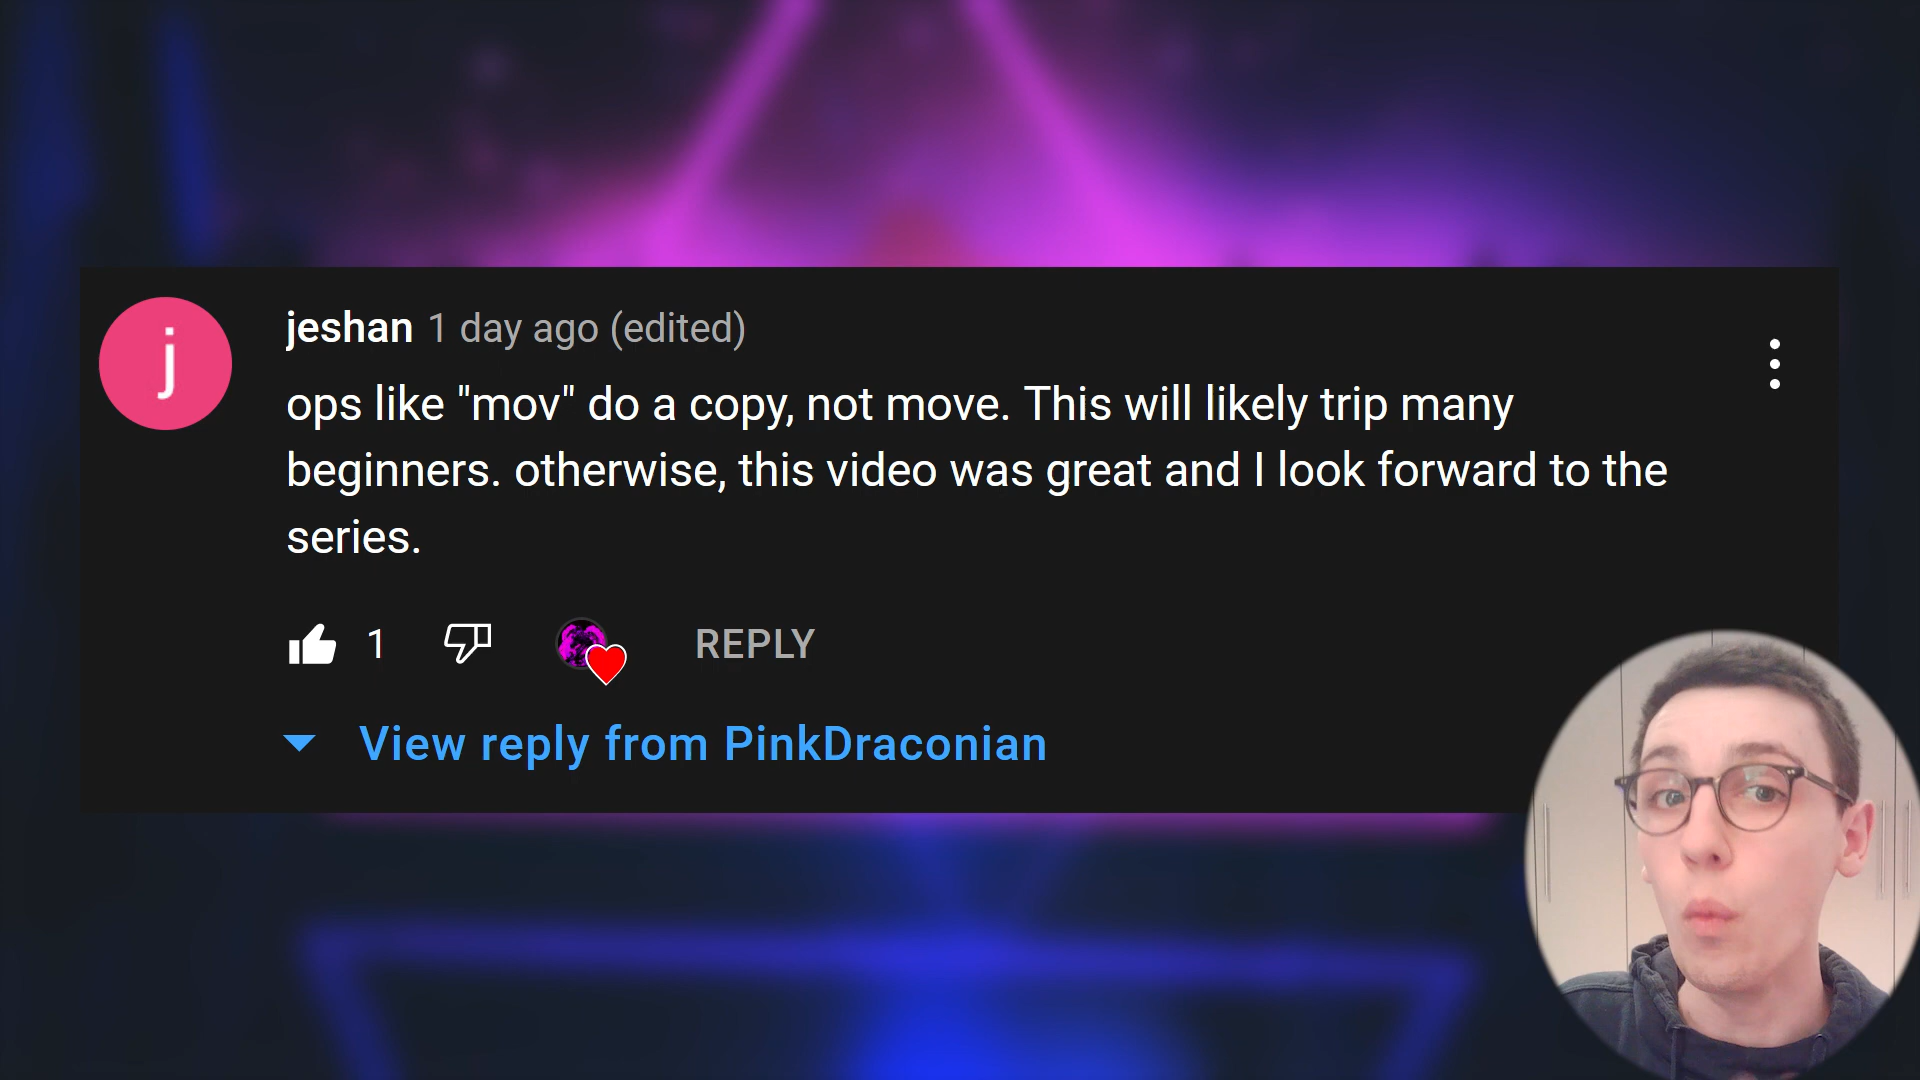 j
jeshan 1 day ago (edited)
ops like "mov" do a copy, not move. This will likely trip many
beginners. otherwise, this video was great and I look forward to the
series.
1 REPLY
View reply from PinkDraconian